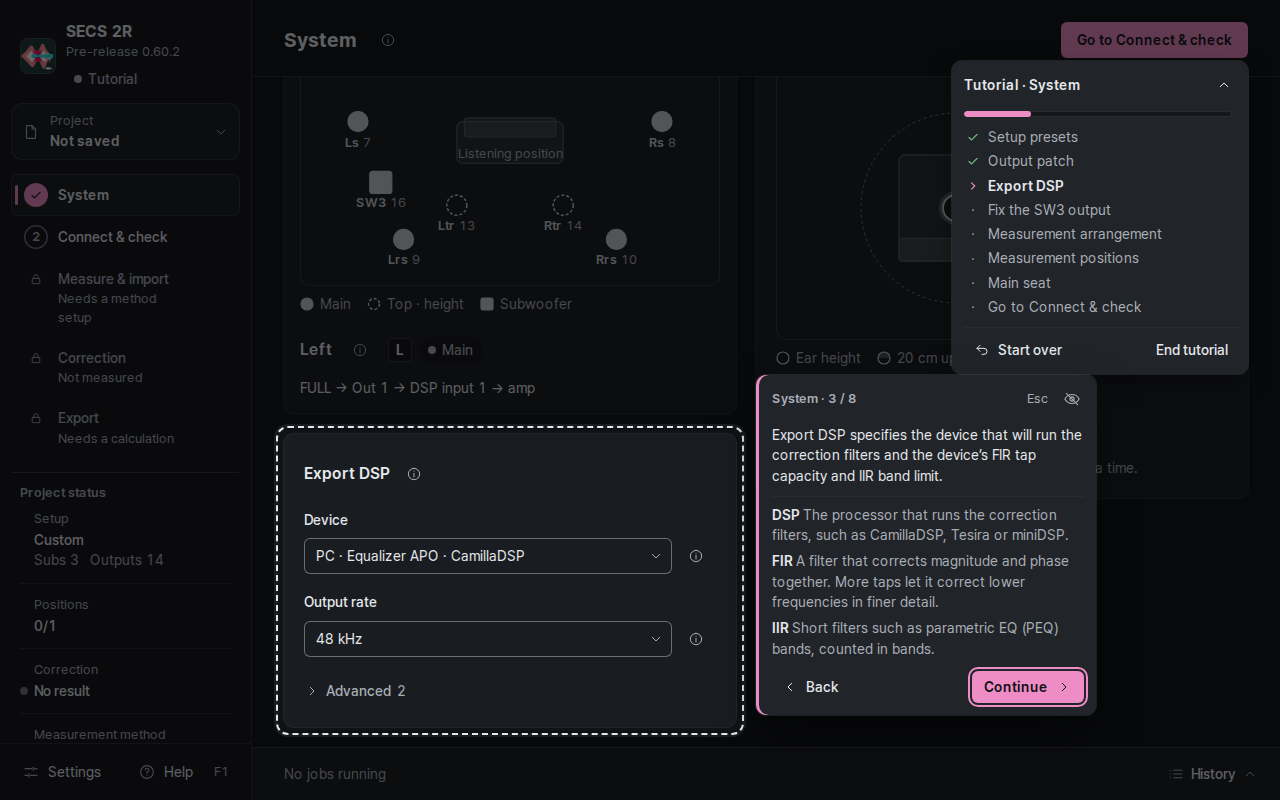 SECS 2R
Pre-release 0.60.2
Tutorial
Project
Not saved
System
2 Connect & check
Measure & import
Needs a method
setup
Correction
Not measured
Export
Needs a calculation
Project status
Setup
Custom
Subs 3 Outputs 14
Positions
0/1
Correction
No result
Measurement method
Settings
Help F1
System
Go to Connect & check
Ls 7
Listening position
Rs 8
SW3 16
Ltr 13
Rtr 14
Lrs 9
Rrs 10
Main
Top · height
Subwoofer
Left L Main
FULL → Out 1 → DSP input 1 → amp
Export DSP
Device
PC · Equalizer APO · CamillaDSP
Output rate
48 kHz
Advanced 2
Ear height
20 cm up
a time.
Tutorial · System
Setup presets
Output patch
Export DSP
Fix the SW3 output
Measurement arrangement
Measurement positions
Main seat
Go to Connect & check
Start over
End tutorial
System · 3 / 8
Esc
Export DSP specifies the device that will run the
correction filters and the device’s FIR tap
capacity and IIR band limit.
DSP The processor that runs the correction
filters, such as CamillaDSP, Tesira or miniDSP.
FIR A filter that corrects magnitude and phase
together. More taps let it correct lower
frequencies in finer detail.
IIR Short filters such as parametric EQ (PEQ)
bands, counted in bands.
Back
Continue
No jobs running
History